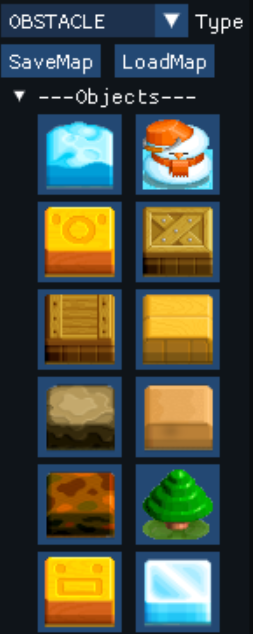 OBSTACLE Type
SaveMap LoadMap
---Objects---